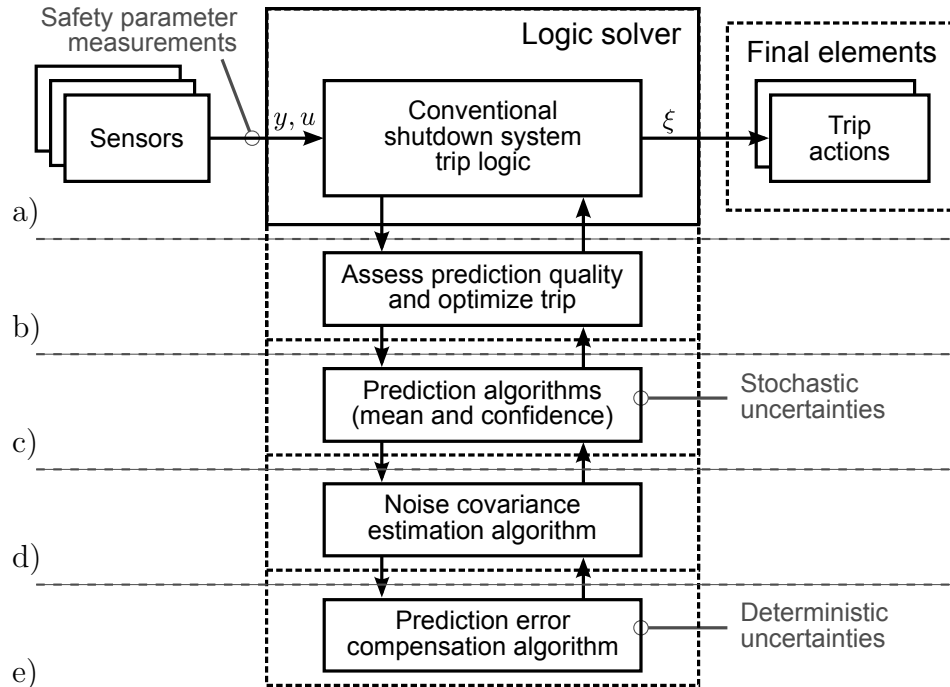 Safety parameter
measurements
Logic solver
Final elements
Sensors
y, u
Conventional
shutdown system
trip logic
ξ
Trip
actions
a)
Assess prediction quality
and optimize trip
b)
Prediction algorithms
(mean and confidence)
Stochastic
uncertainties
c)
Noise covariance
estimation algorithm
d)
Prediction error
compensation algorithm
Deterministic
uncertainties
e)